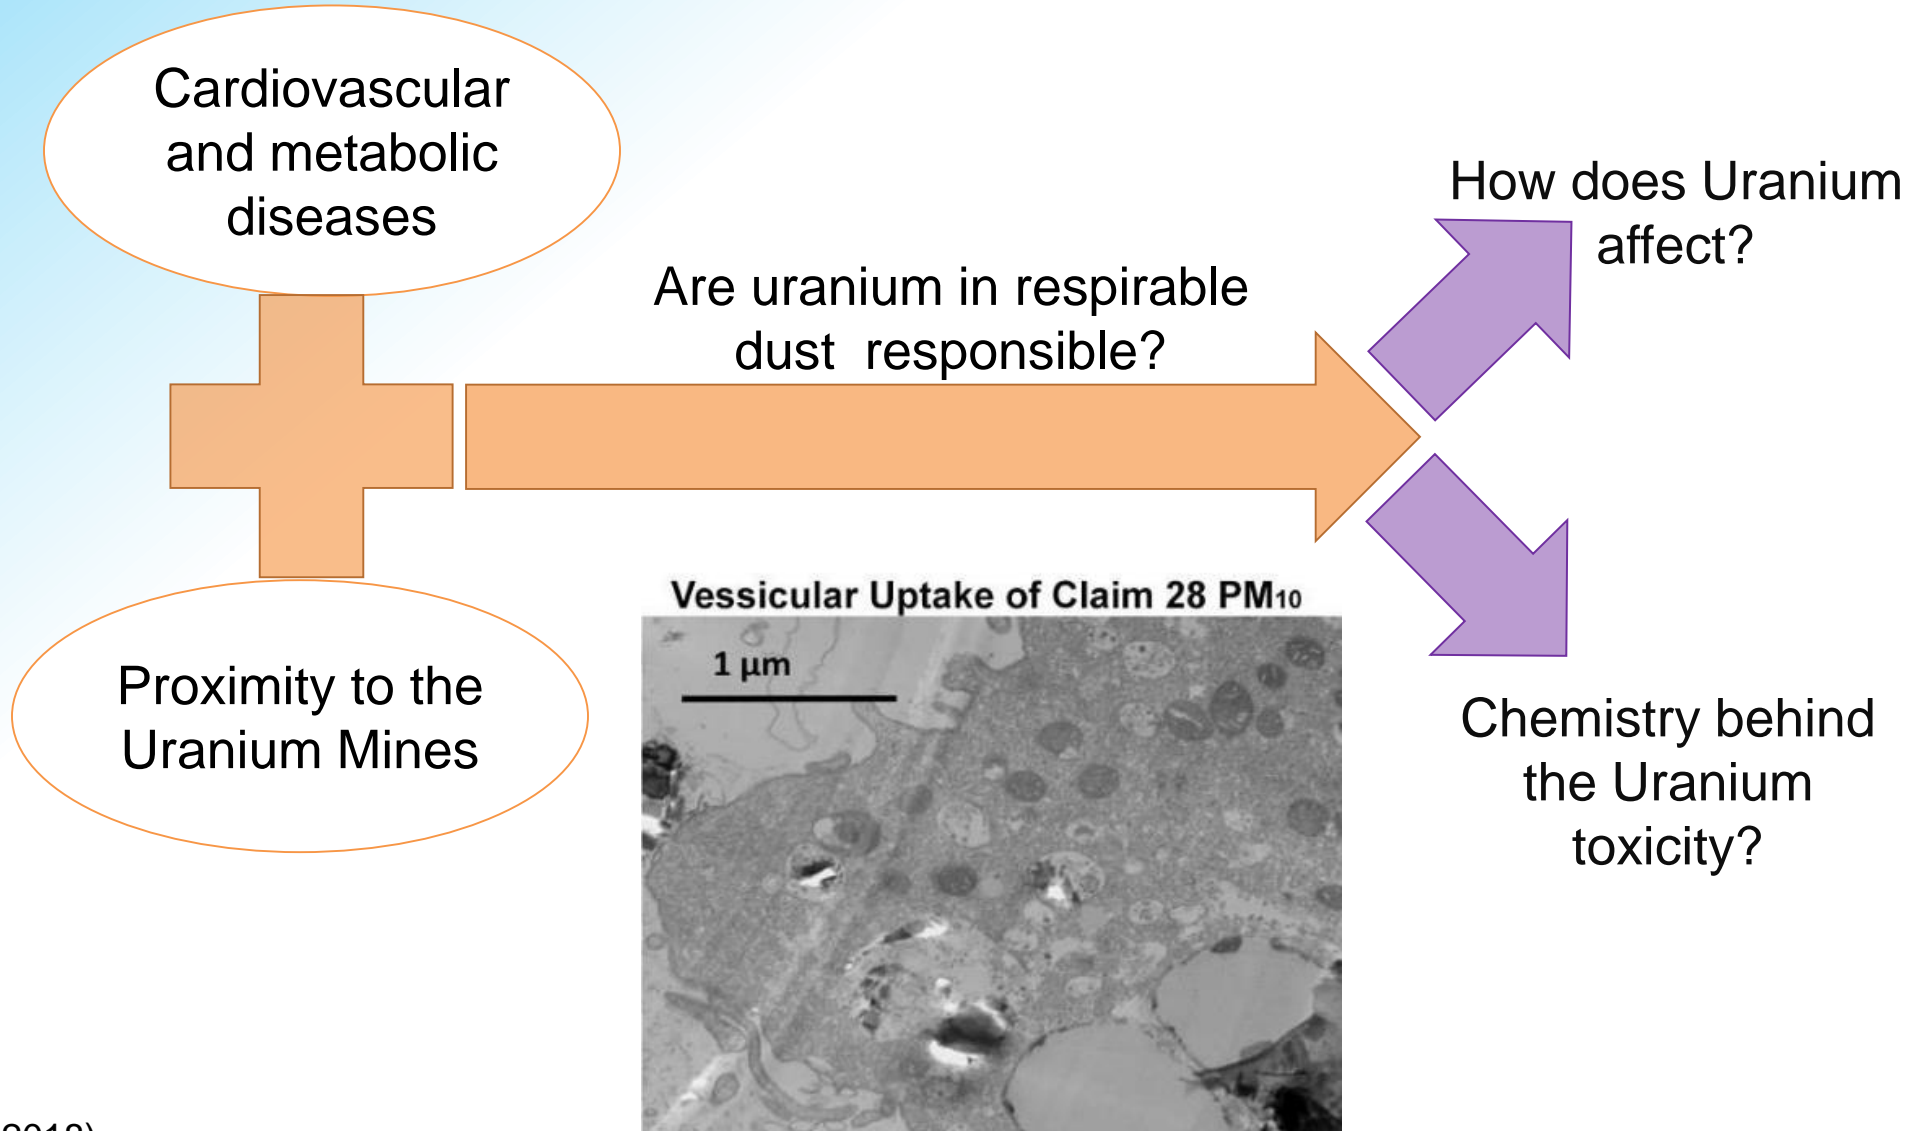 Cardiovascular
and metabolic
diseases
How does Uranium
affect?
Are uranium in respirable
dust  responsible?
Vessicular Uptake of Claim 28 PM10
1 µm
Proximity to the
Uranium Mines
Chemistry behind
the Uranium
toxicity?
2018)